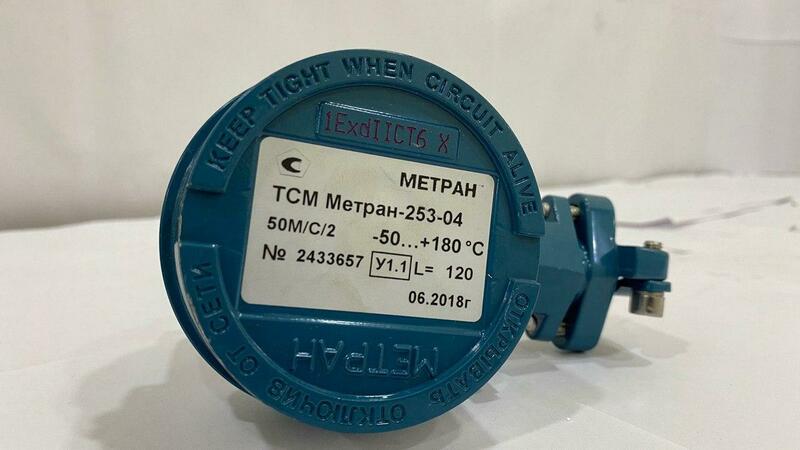 KEEP TIGHT WHEN CIRCUIT ALIVE
1ExdIICT6 X
МЕТРАН
ТСМ Метран-253-04
50М/С/2 -50...+180 °С
№ 2433657 У1.1 L= 120
06.2018г
МЕТРАН
ОТКРЫВАТЬ ОТКЛЮЧИВ ОТ СЕТИ